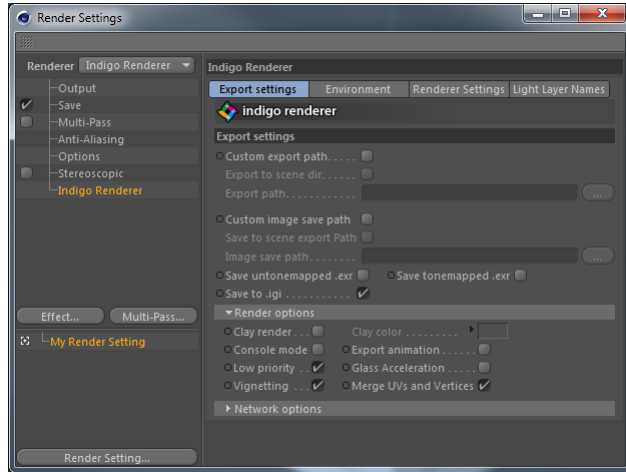 Render Settings
Renderer Indigo Renderer
Output
Save
Multi-Pass
Anti-Aliasing
Options
Stereoscopic
Indigo Renderer
Effect... Multi-Pass...
My Render Setting
Render Setting...
Indigo Renderer
Export settings Environment Renderer Settings Light Layer Names
indigo renderer
Export settings
Custom export path.....
Export to scene dir......
Export path............ ...
Custom image save path
Save to scene export Path
Image save path........ ...
Save untonemapped .exr Save tonemapped .exr
Save to .igi...........
Render options
Clay render... Clay color.........
Console mode Export animation......
Low priority.. Glass Acceleration.....
Vignetting... Merge UVs and Vertices
Network options